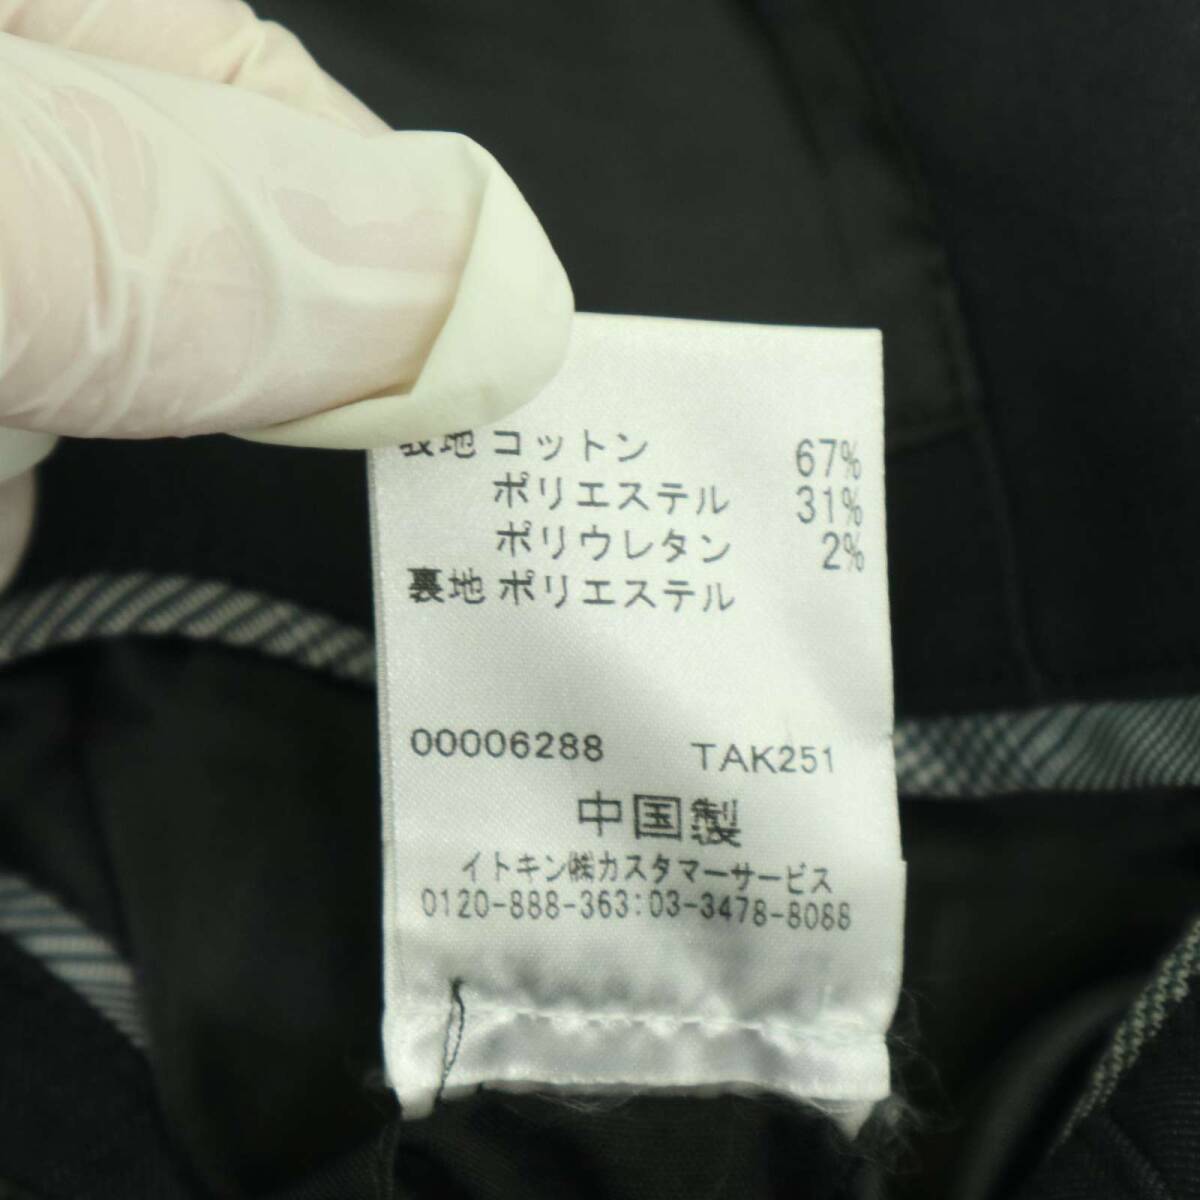 表地 コットン 67%
ポリエステル 31%
ポリウレタン 2%
裏地 ポリエステル
00006288 TAK251
中国製
イトキン㈱カスタマーサービス
0120-888-363:03-3478-8088